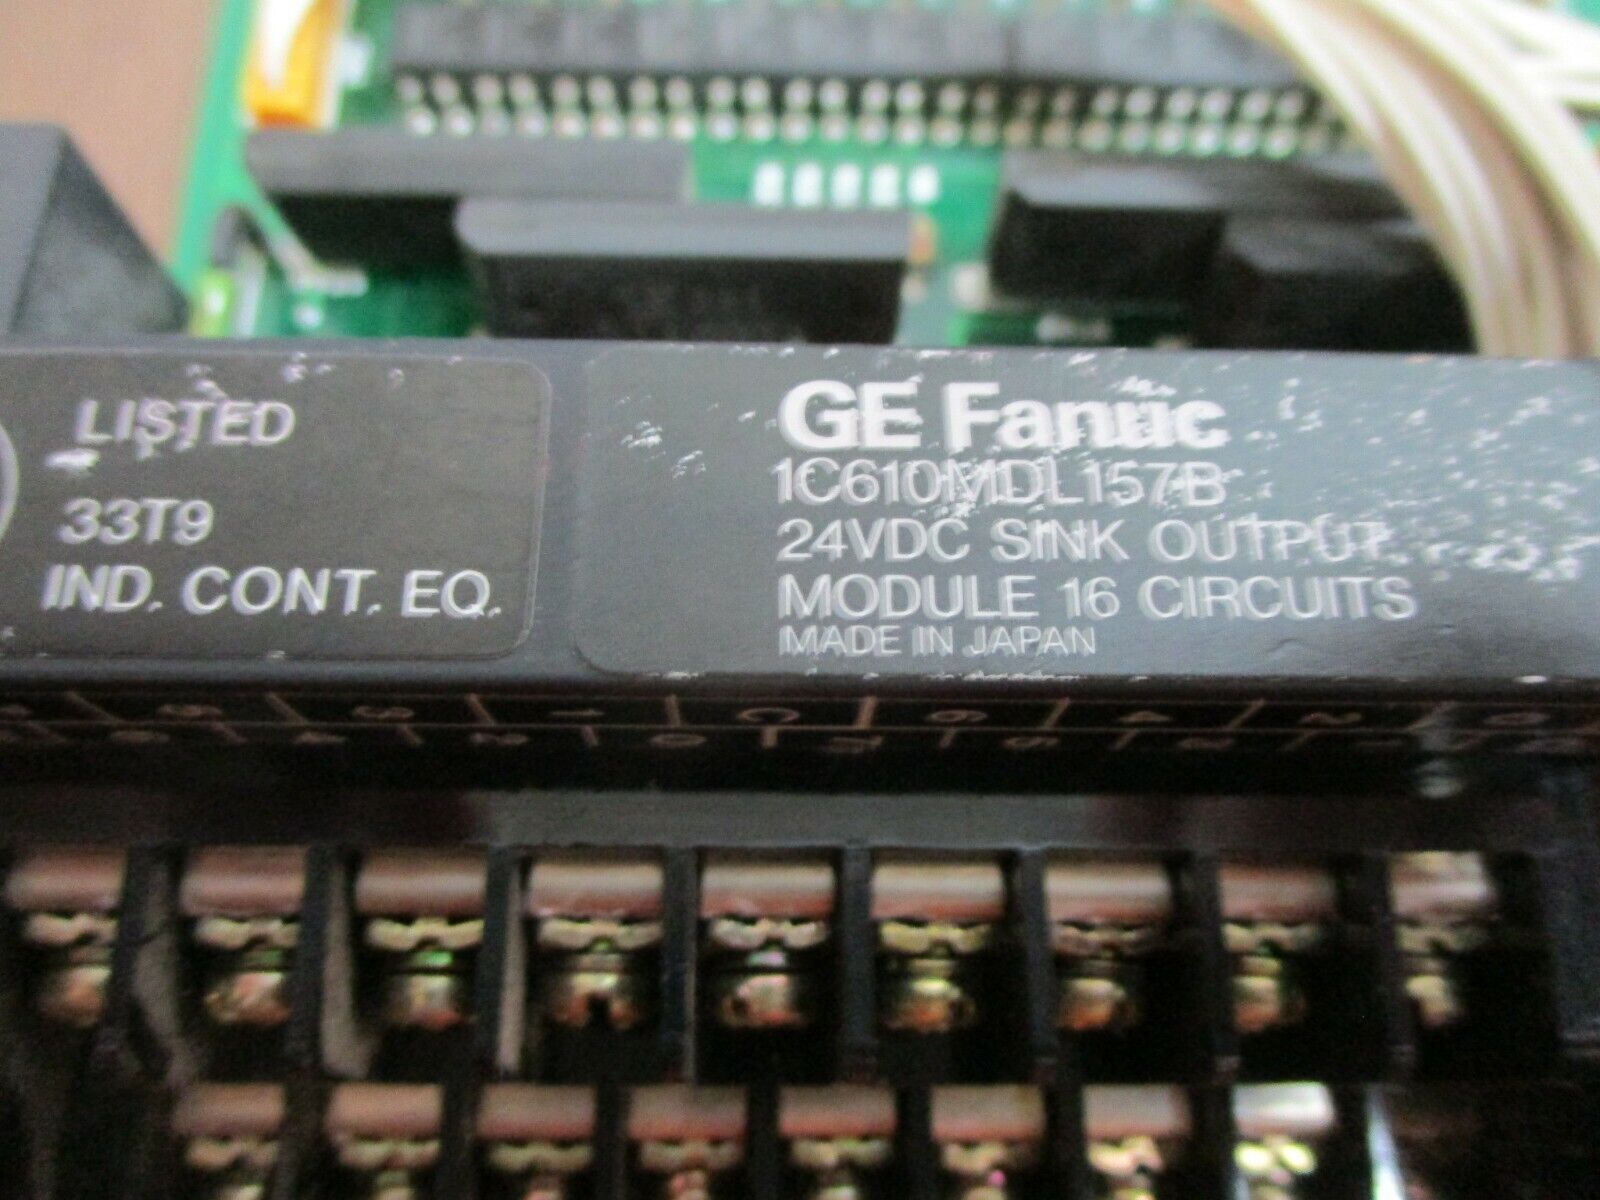 LISTED
33T9
IND. CONT. EQ.
GE Fanuc
IC610MDL157B
24VDC SINK OUTPUT
MODULE 16 CIRCUITS
MADE IN JAPAN